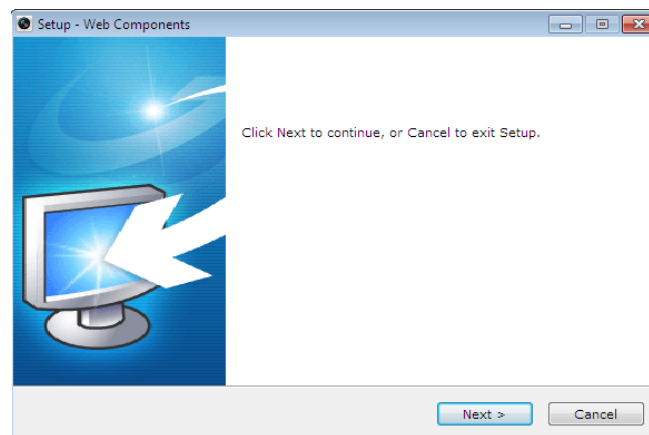 Setup - Web Components
Click Next to continue, or Cancel to exit Setup.
Next >
Cancel